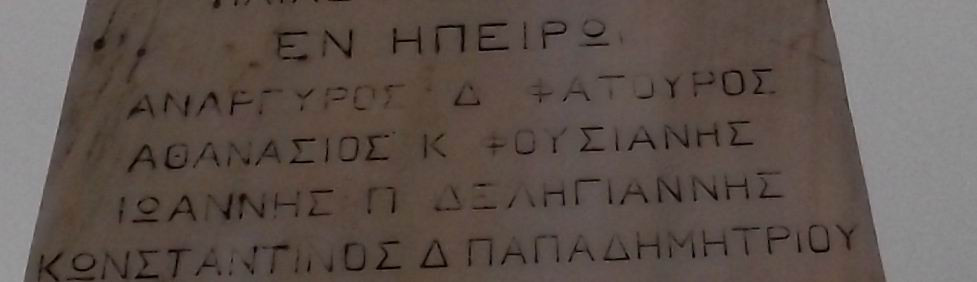 ΕΝ ΗΠΕΙΡΩ
ΑΝΑΡΓΥΡΟΣ Δ ΦΑΤΟΥΡΟΣ
ΑΘΑΝΑΣΙΟΣ Κ ΦΟΥΣΙΑΝΗΣ
ΙΩΑΝΝΗΣ Π ΔΕΛΗΓΙΑΝΝΗΣ
ΚΩΝΣΤΑΝΤΙΝΟΣ Δ ΠΑΠΑΔΗΜΗΤΡΙΟΥ